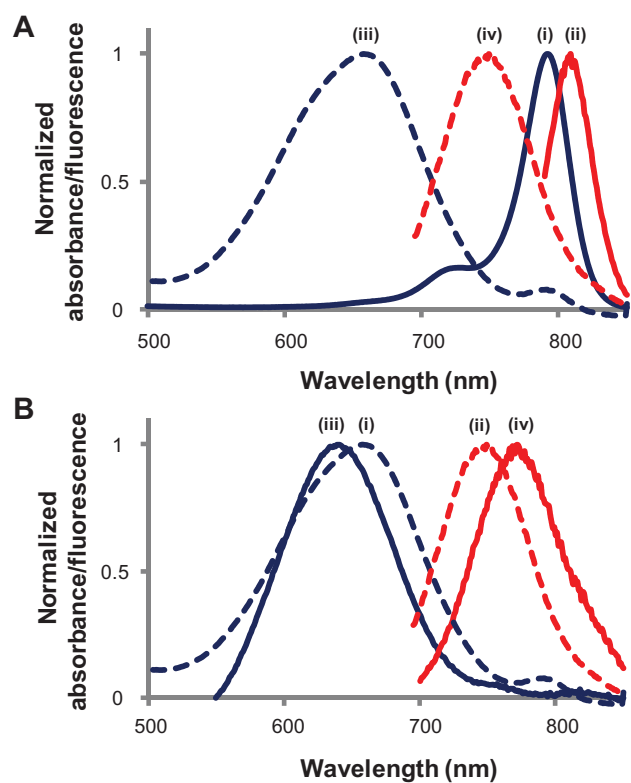 A
(iii) (iv) (i) (ii)
Normalized
absorbance/fluorescence
1
0.5
0
500 600 700 800
Wavelength (nm)
B
(iii) (i) (ii) (iv)
Normalized
absorbance/fluorescence
1
0.5
0
500 600 700 800
Wavelength (nm)